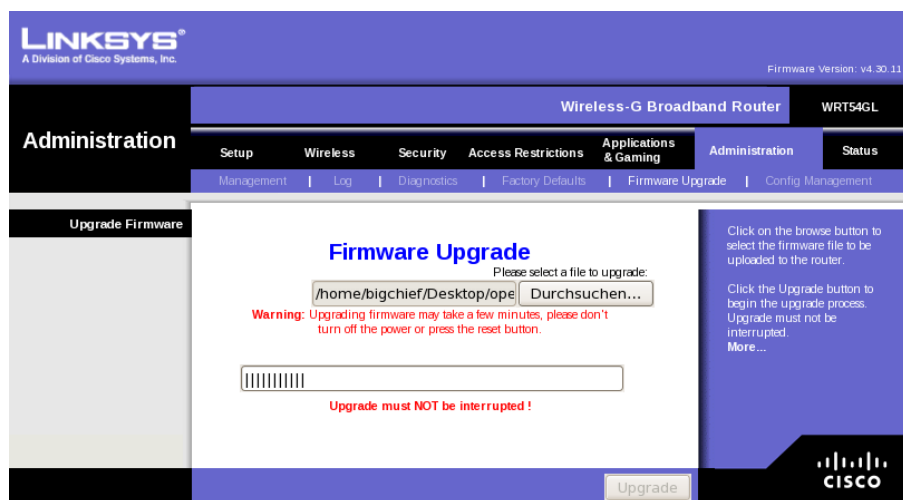 LINKSYS®
A Division of Cisco Systems, Inc.
Firmware Version: v4.30.11
Wireless-G Broadband Router WRT54GL
Administration
Setup Wireless Security Access Restrictions Applications & Gaming Administration Status
Management | Log | Diagnostics | Factory Defaults | Firmware Upgrade | Config Management
Upgrade Firmware
Firmware Upgrade
Please select a file to upgrade:
/home/bigchief/Desktop/ope Durchsuchen...
Warning: Upgrading firmware may take a few minutes, please don't
turn off the power or press the reset button.
Upgrade must NOT be interrupted !
Upgrade
Click on the browse button to
select the firmware file to be
uploaded to the router.
Click the Upgrade button to
begin the upgrade process.
Upgrade must not be
interrupted.
More...
CISCO